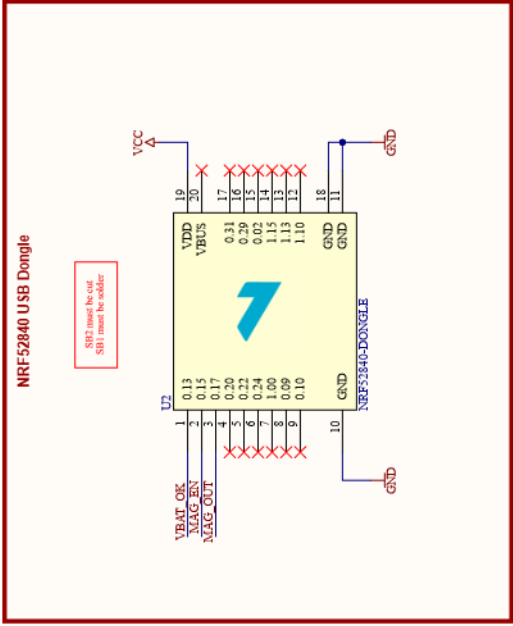 NRF52840 USB Dongle
SB2 must be cut
SB1 must be solder
U2
VBAT_OK 1 0.13
MAG_EN 2 0.15
MAG_OUT 3 0.17
4 0.20
5 0.22
6 0.24
7 1.00
8 0.09
9 0.10
10 GND
GND
VDD 19 VCC
VBUS 20
0.31 17
0.29 16
0.02 15
1.15 14
1.13 13
1.10 12
GND 18
GND 11
GND
NRF52840-DONGLE